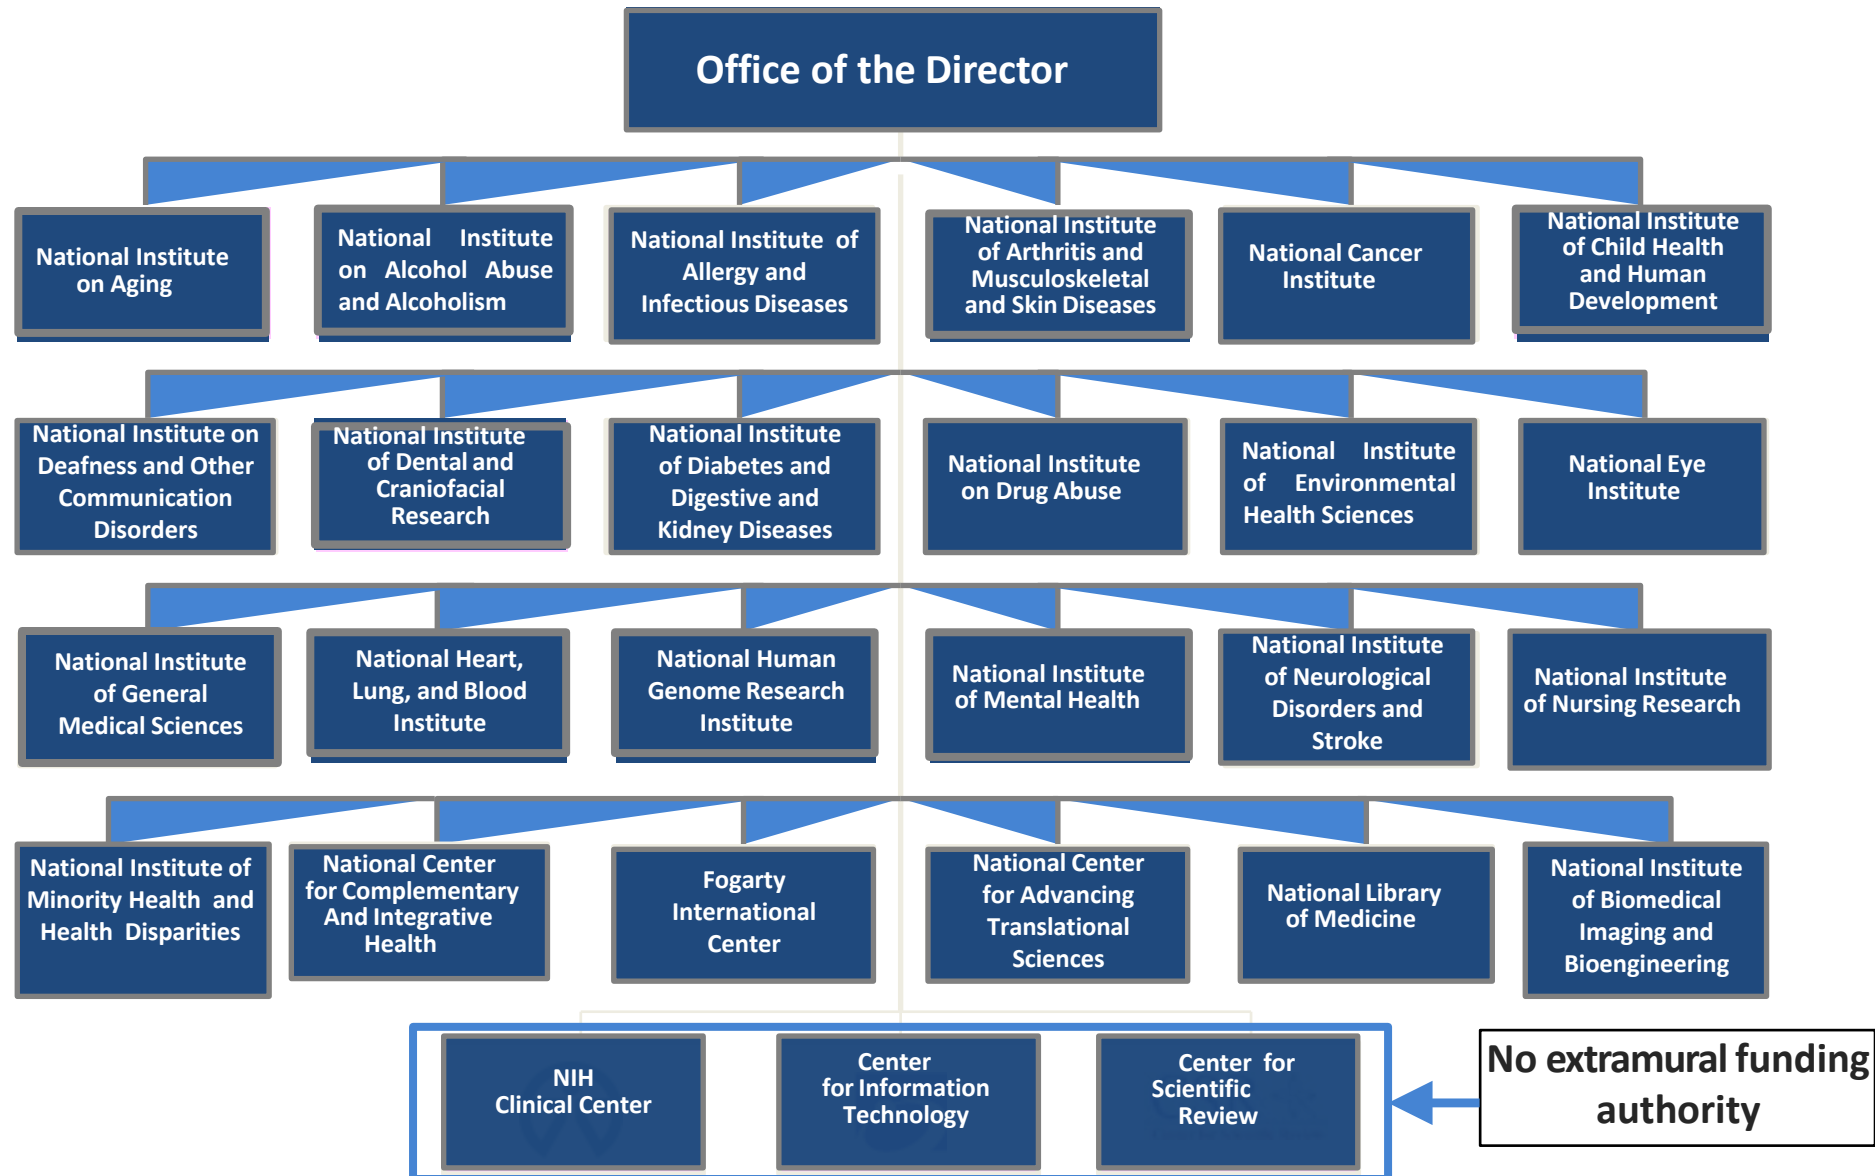 Office of the Director
National Institute
on Aging
National Institute
on Alcohol Abuse
and Alcoholism
National Institute of
Allergy and
Infectious Diseases
National Institute
of Arthritis and
Musculoskeletal
and Skin Diseases
National Cancer
Institute
National Institute
of Child Health
and Human
Development
National Institute on
Deafness and Other
Communication
Disorders
National Institute
of Dental and
Craniofacial
Research
National Institute
of Diabetes and
Digestive and
Kidney Diseases
National Institute
on Drug Abuse
National Institute
of Environmental
Health Sciences
National Eye
Institute
National Institute
of General
Medical Sciences
National Heart,
Lung, and Blood
Institute
National Human
Genome Research
Institute
National Institute
of Mental Health
National Institute
of Neurological
Disorders and
Stroke
National Institute
of Nursing Research
National Institute of
Minority Health and
Health Disparities
National Center
for Complementary
And Integrative
Health
Fogarty
International
Center
National Center
for Advancing
Translational
Sciences
National Library
of Medicine
National Institute
of Biomedical
Imaging and
Bioengineering
NIH
Clinical Center
Center
for Information
Technology
Center for
Scientific
Review
No extramural funding
authority